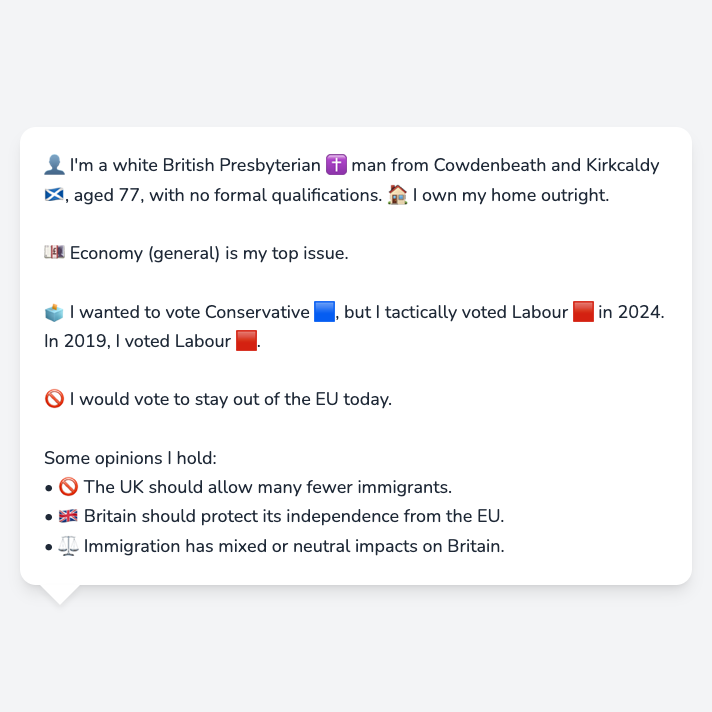 👤 I'm a white British Presbyterian ✝️ man from Cowdenbeath and Kirkcaldy
🏴󠁧󠁢󠁳󠁣󠁴󠁿, aged 77, with no formal qualifications. 🏠 I own my home outright.
💷 Economy (general) is my top issue.
🗳️ I wanted to vote Conservative 🟦, but I tactically voted Labour 🟥 in 2024.
In 2019, I voted Labour 🟥.
🚫 I would vote to stay out of the EU today.
Some opinions I hold:
• 🚫 The UK should allow many fewer immigrants.
• 🇬🇧 Britain should protect its independence from the EU.
• ⚖️ Immigration has mixed or neutral impacts on Britain.